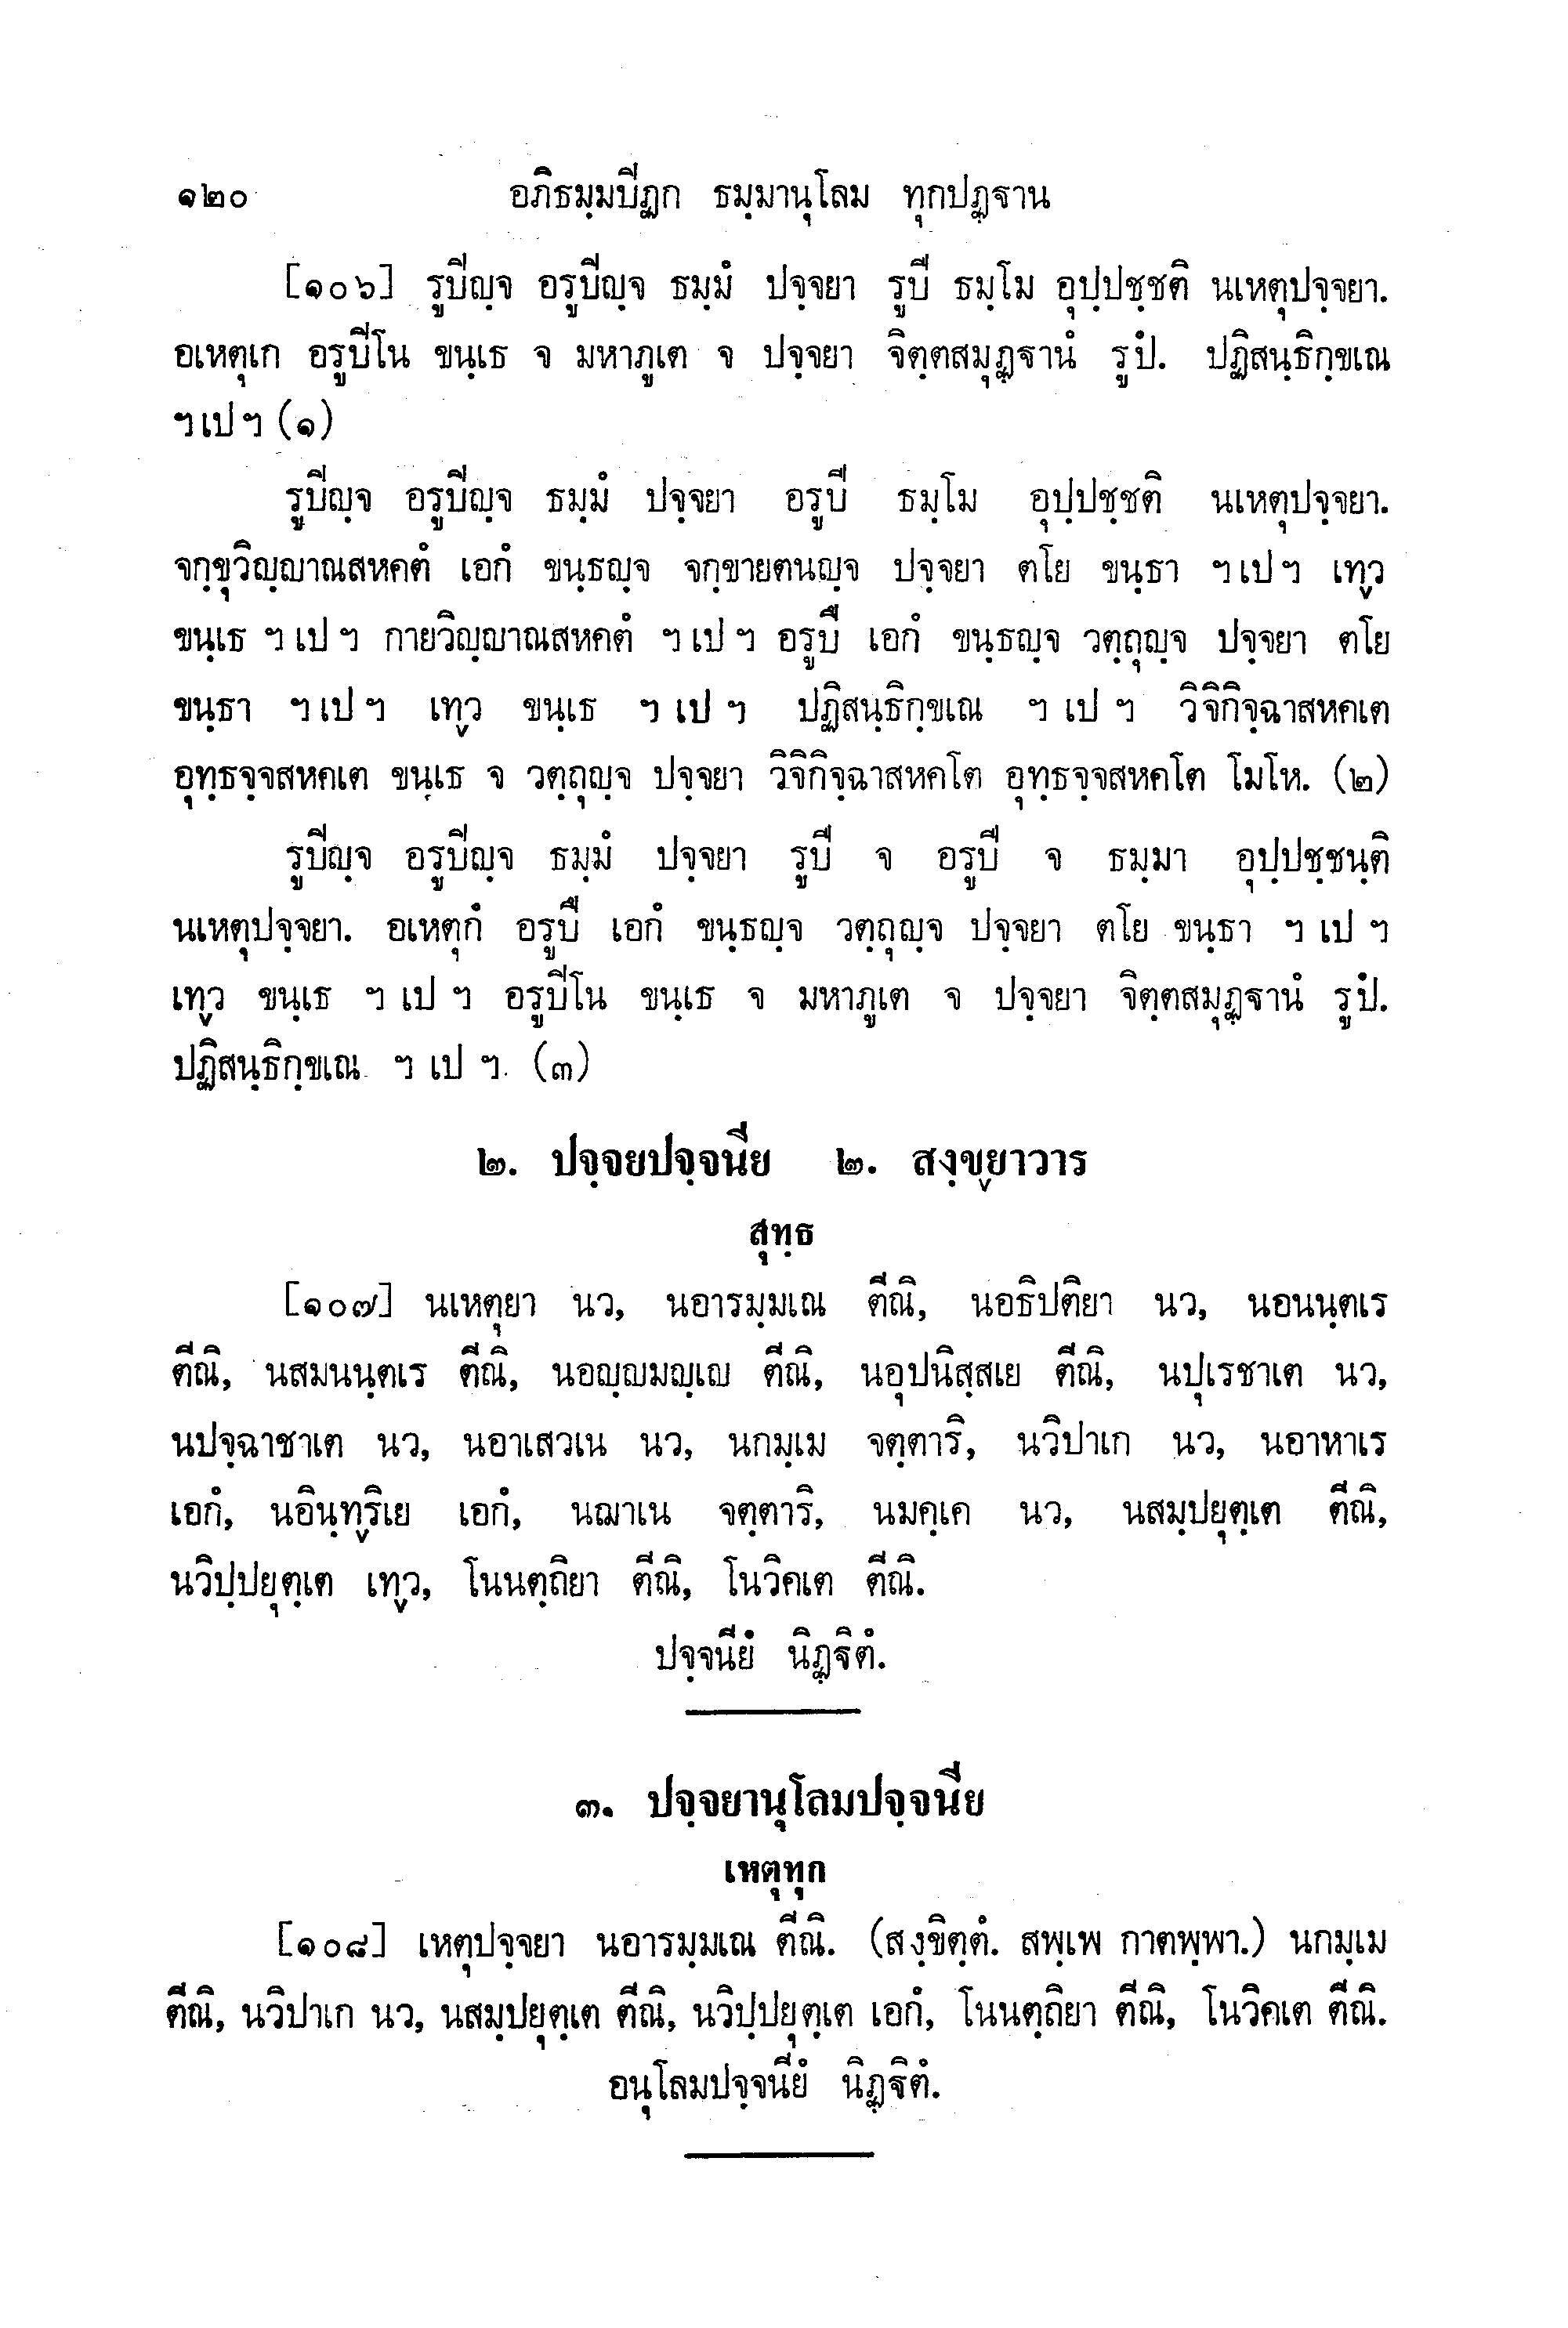 ๑๒๐ อภิธมฺมปีฏก ธมฺมานุโลม ทุกปฏฺฐาน
[๑๐๖] รูปีญฺจ อรูปีญฺจ ธมฺมํ ปจฺจยา รูปี ธมฺโม อุปฺปชฺชติ นเหตุปจฺจยา.
อเหตุเก อรูปีโน ขนฺเธ จ มหาภูเต จ ปจฺจยา จิตฺตสมุฏฺฐานํ รูปํ. ปฏิสนฺธิกฺขเณ
ฯเปฯ (๑)
รูปีญฺจ อรูปีญฺจ ธมฺมํ ปจฺจยา อรูปี ธมฺโม อุปฺปชฺชติ นเหตุปจฺจยา.
จกฺขุวิญฺญาณสหคตํ เอกํ ขนฺธญฺจ จกฺขายตนญฺจ ปจฺจยา ตโย ขนฺธา ฯเปฯ เทฺว
ขนฺเธ ฯเปฯ กายวิญฺญาณสหคตํ ฯเปฯ อรูปึ เอกํ ขนฺธญฺจ วตฺถุญฺจ ปจฺจยา ตโย
ขนฺธา ฯเปฯ เทฺว ขนฺเธ ฯเปฯ ปฏิสนฺธิกฺขเณ ฯเปฯ วิจิกิจฺฉาสหคเต
อุทฺธจฺจสหคเต ขนฺเธ จ วตฺถุญฺจ ปจฺจยา วิจิกิจฺฉาสหคโต อุทฺธจฺจสหคโต โมโห. (๒)
รูปีญฺจ อรูปีญฺจ ธมฺมํ ปจฺจยา รูปี จ อรูปี จ ธมฺมา อุปฺปชฺชนฺติ
นเหตุปจฺจยา. อเหตุกํ อรูปึ เอกํ ขนฺธญฺจ วตฺถุญฺจ ปจฺจยา ตโย ขนฺธา ฯเปฯ
เทฺว ขนฺเธ ฯเปฯ อรูปีโน ขนฺเธ จ มหาภูเต จ ปจฺจยา จิตฺตสมุฏฺฐานํ รูปํ.
ปฏิสนฺธิกฺขเณ ฯเปฯ. (๓)
๒. ปจฺจยปจฺจนีย ๒. สงฺขฺยาวาร
สุทฺธ
[๑๐๗] นเหตุยา นว, นอารมฺมเณ ตีณิ, นอธิปติยา นว, นอนนฺตเร
ตีณิ, นสมนนฺตเร ตีณิ, นอญฺญมญฺเญ ตีณิ, นอุปนิสฺสเย ตีณิ, นปุเรชาเต นว,
นปจฺฉาชาเต นว, นอาเสวเน นว, นกมฺเม จตฺตาริ, นวิปาเก นว, นอาหาเร
เอกํ, นอินฺทฺริเย เอกํ, นฌาเน จตฺตาริ, นมคฺเค นว, นสมฺปยุตฺเต ตีณิ,
นวิปฺปยุตฺเต เทฺว, โนนตฺถิยา ตีณิ, โนวิคเต ตีณิ.
ปจฺจนียํ นิฏฺฐิตํ.
๓. ปจฺจยานุโลมปจฺจนีย
เหตุทุก
[๑๐๘] เหตุปจฺจยา นอารมฺมเณ ตีณิ. (สงฺขิตฺตํ. สพฺเพ กาตพฺพา.) นกมฺเม
ตีณิ, นวิปาเก นว, นสมฺปยุตฺเต ตีณิ, นวิปฺปยุตฺเต เอกํ, โนนตฺถิยา ตีณิ, โนวิคเต ตีณิ.
อนุโลมปจฺจนียํ นิฏฺฐิตํ.